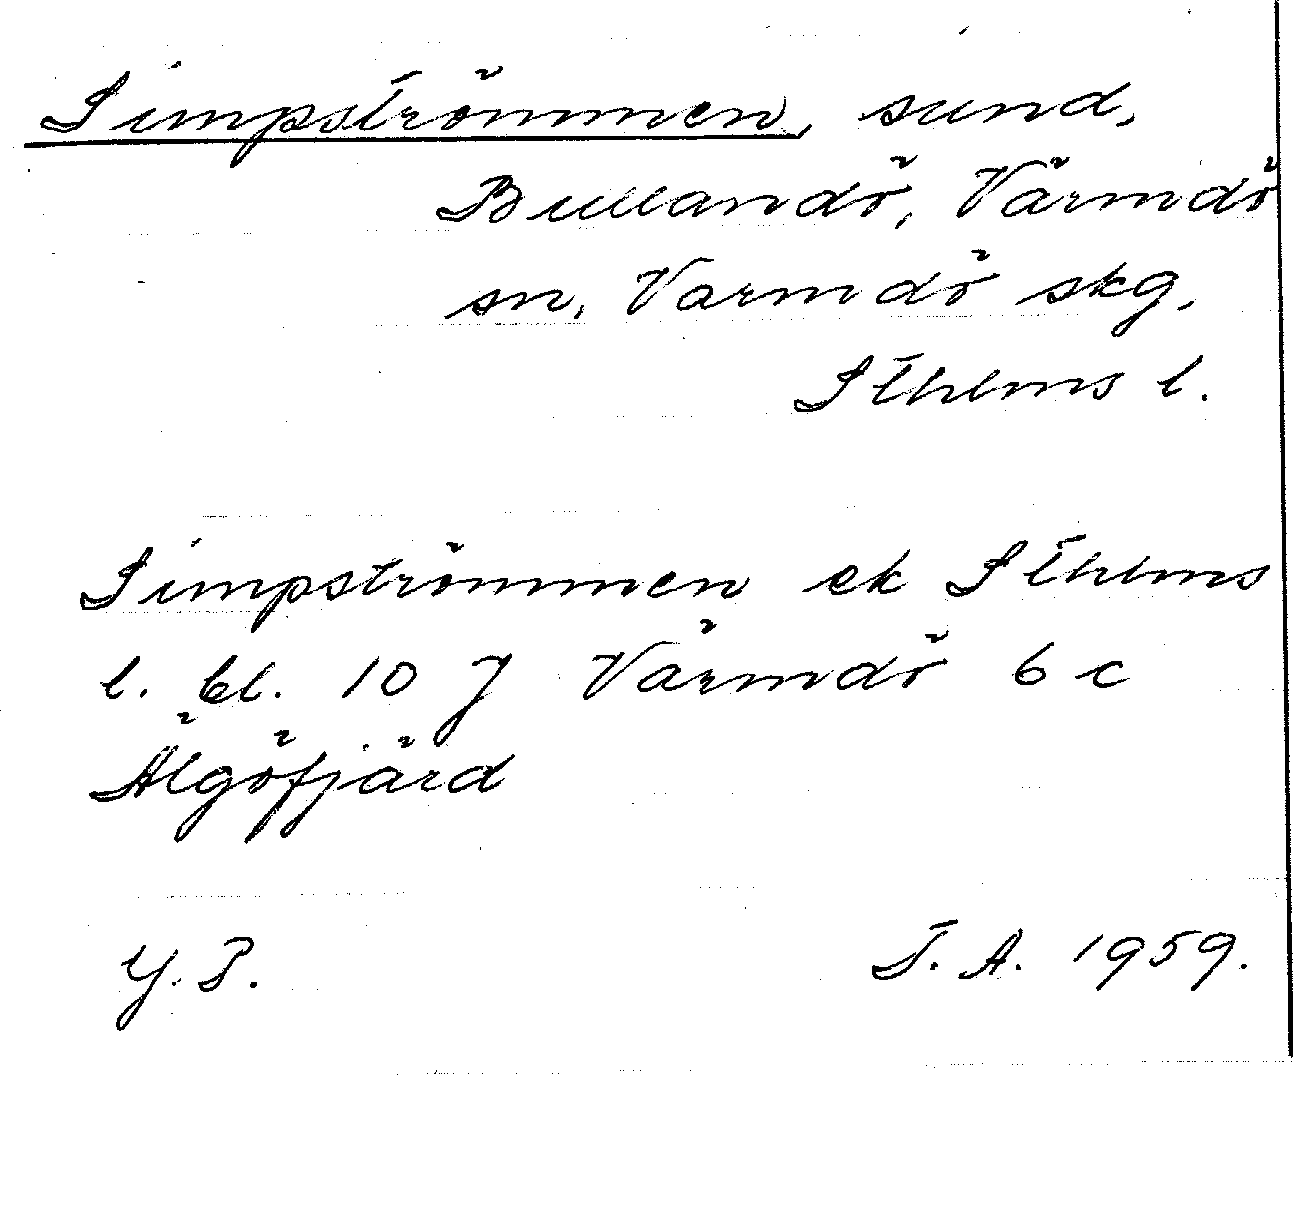 Simpströmmen, sund,
Bullandö, Värmdö
sn, Värmdö skg,
Sthlms l.
Simpströmmen ek Sthlms
l. bl. 10 J Värmdö 6 c
Älgöfjärd
Y. P. T. A. 1959.